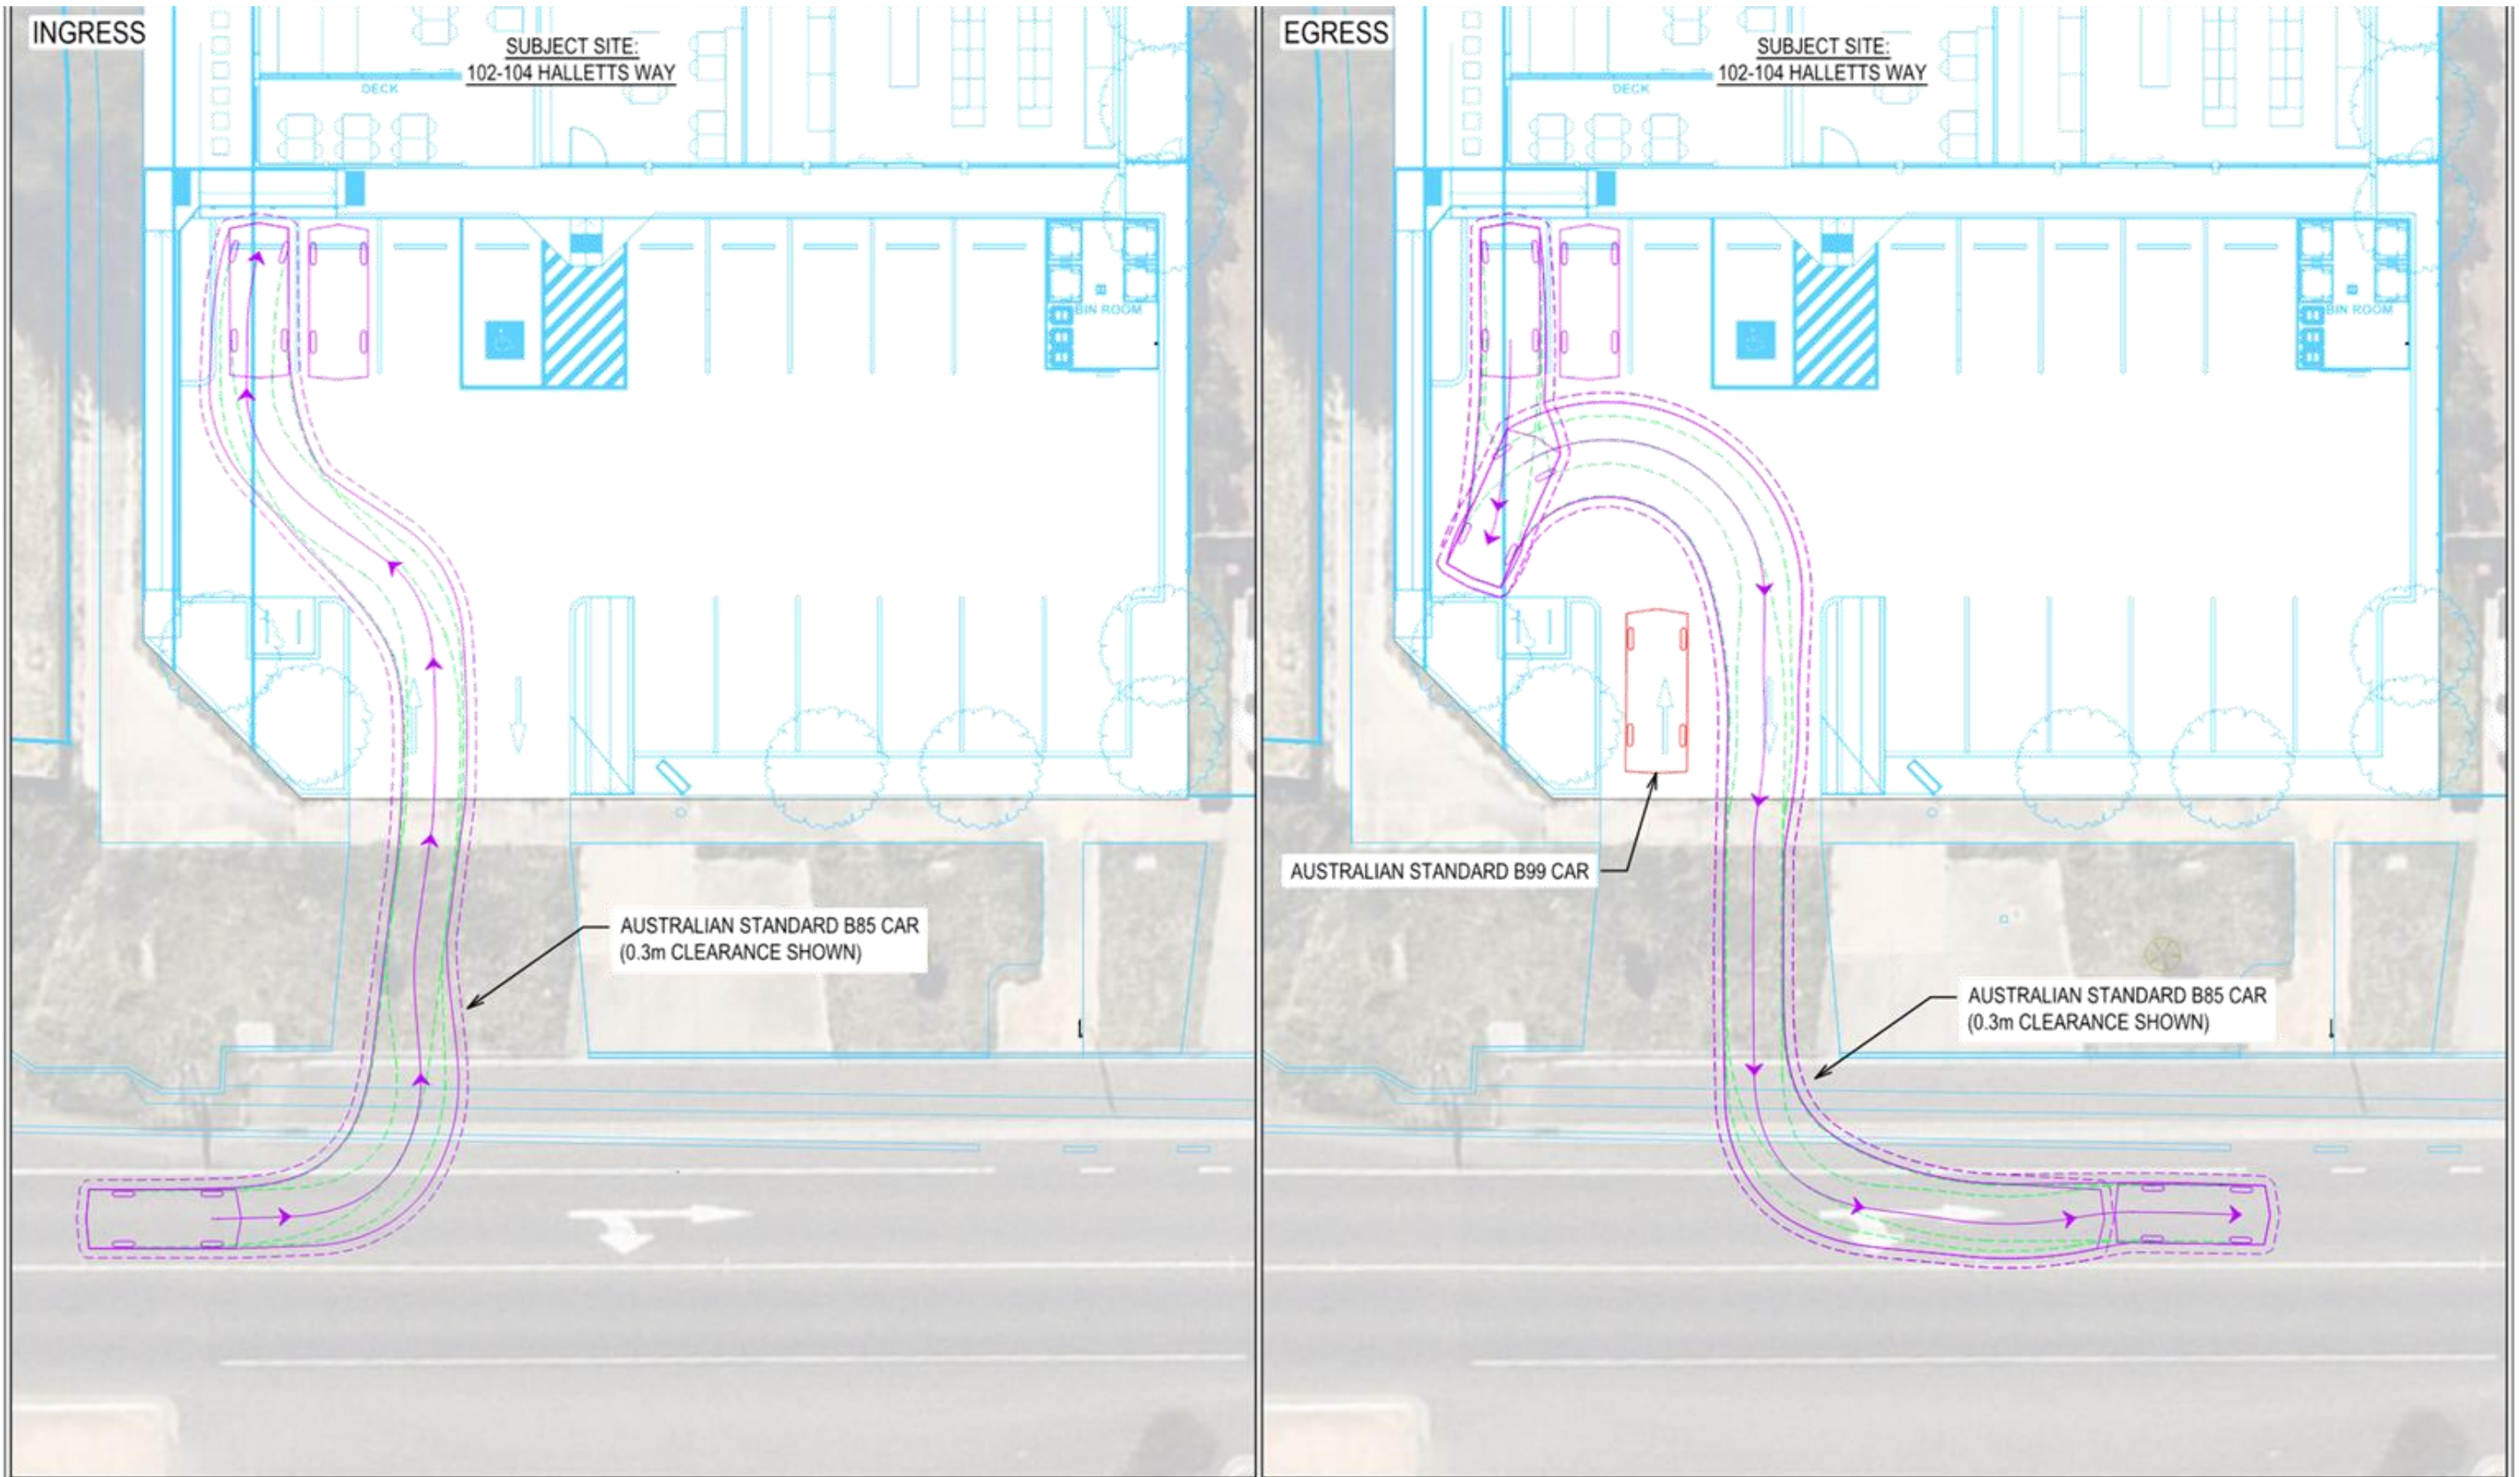 INGRESS
SUBJECT SITE:
102-104 HALLETTS WAY
DECK
BIN ROOM
AUSTRALIAN STANDARD B85 CAR
(0.3m CLEARANCE SHOWN)
EGRESS
SUBJECT SITE:
102-104 HALLETTS WAY
DECK
BIN ROOM
AUSTRALIAN STANDARD B99 CAR
AUSTRALIAN STANDARD B85 CAR
(0.3m CLEARANCE SHOWN)